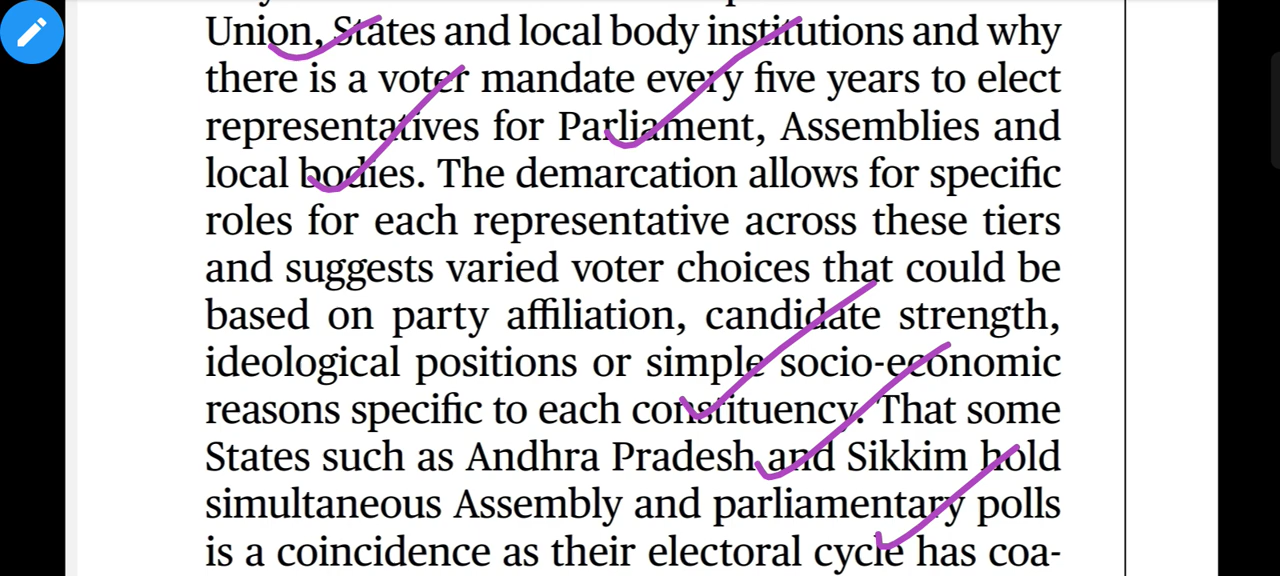 Union, States and local body institutions and why
there is a voter mandate every five years to elect
representatives for Parliament, Assemblies and
local bodies. The demarcation allows for specific
roles for each representative across these tiers
and suggests varied voter choices that could be
based on party affiliation, candidate strength,
ideological positions or simple socio-economic
reasons specific to each constituency. That some
States such as Andhra Pradesh and Sikkim hold
simultaneous Assembly and parliamentary polls
is a coincidence as their electoral cycle has coa-